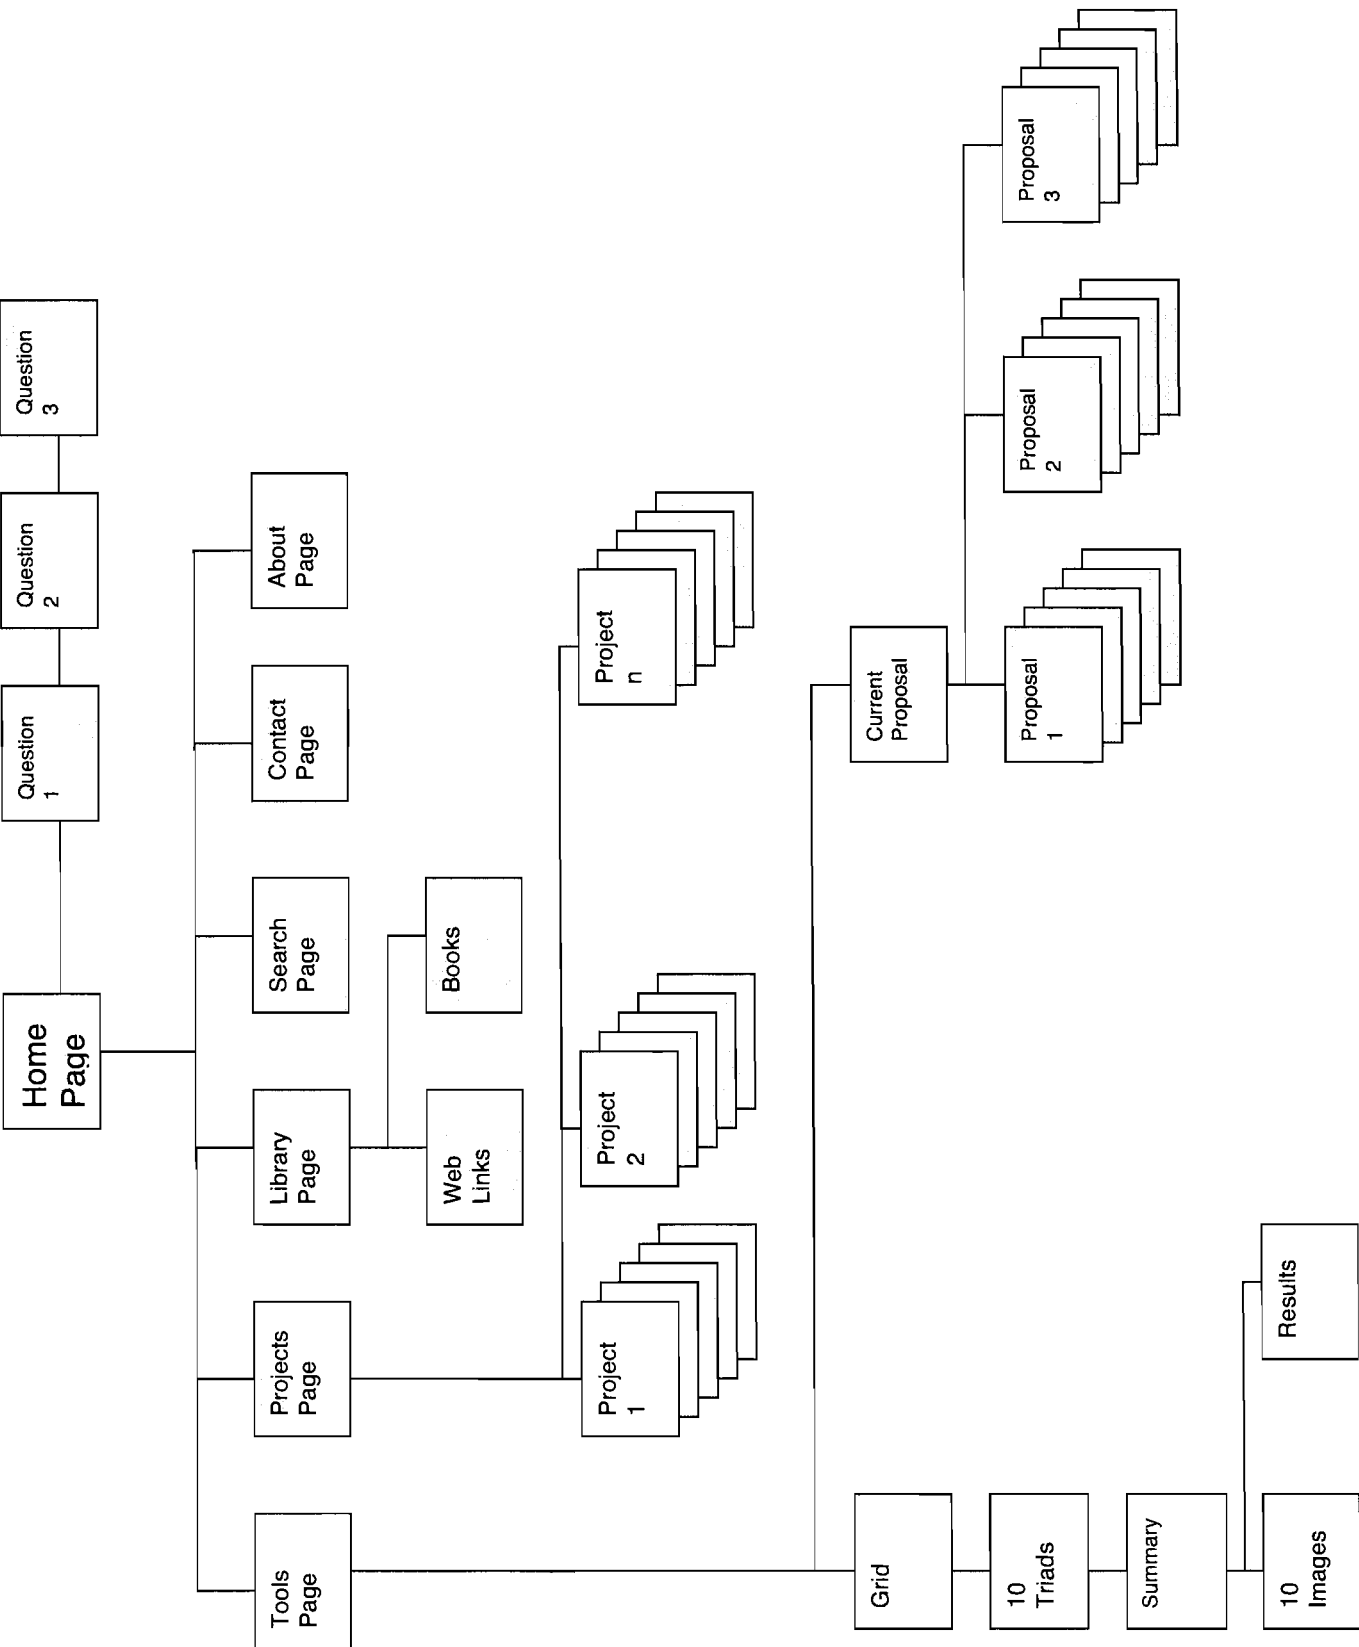 Home
Page
Question
1
Question
2
Question
3
Tools
Page
Projects
Page
Library
Page
Search
Page
Contact
Page
About
Page
Web
Links
Books
Project
1
Project
2
Project
n
Grid
Current
Proposal
10
Triads
Proposal
1
Proposal
2
Proposal
3
Summary
10
Images
Results